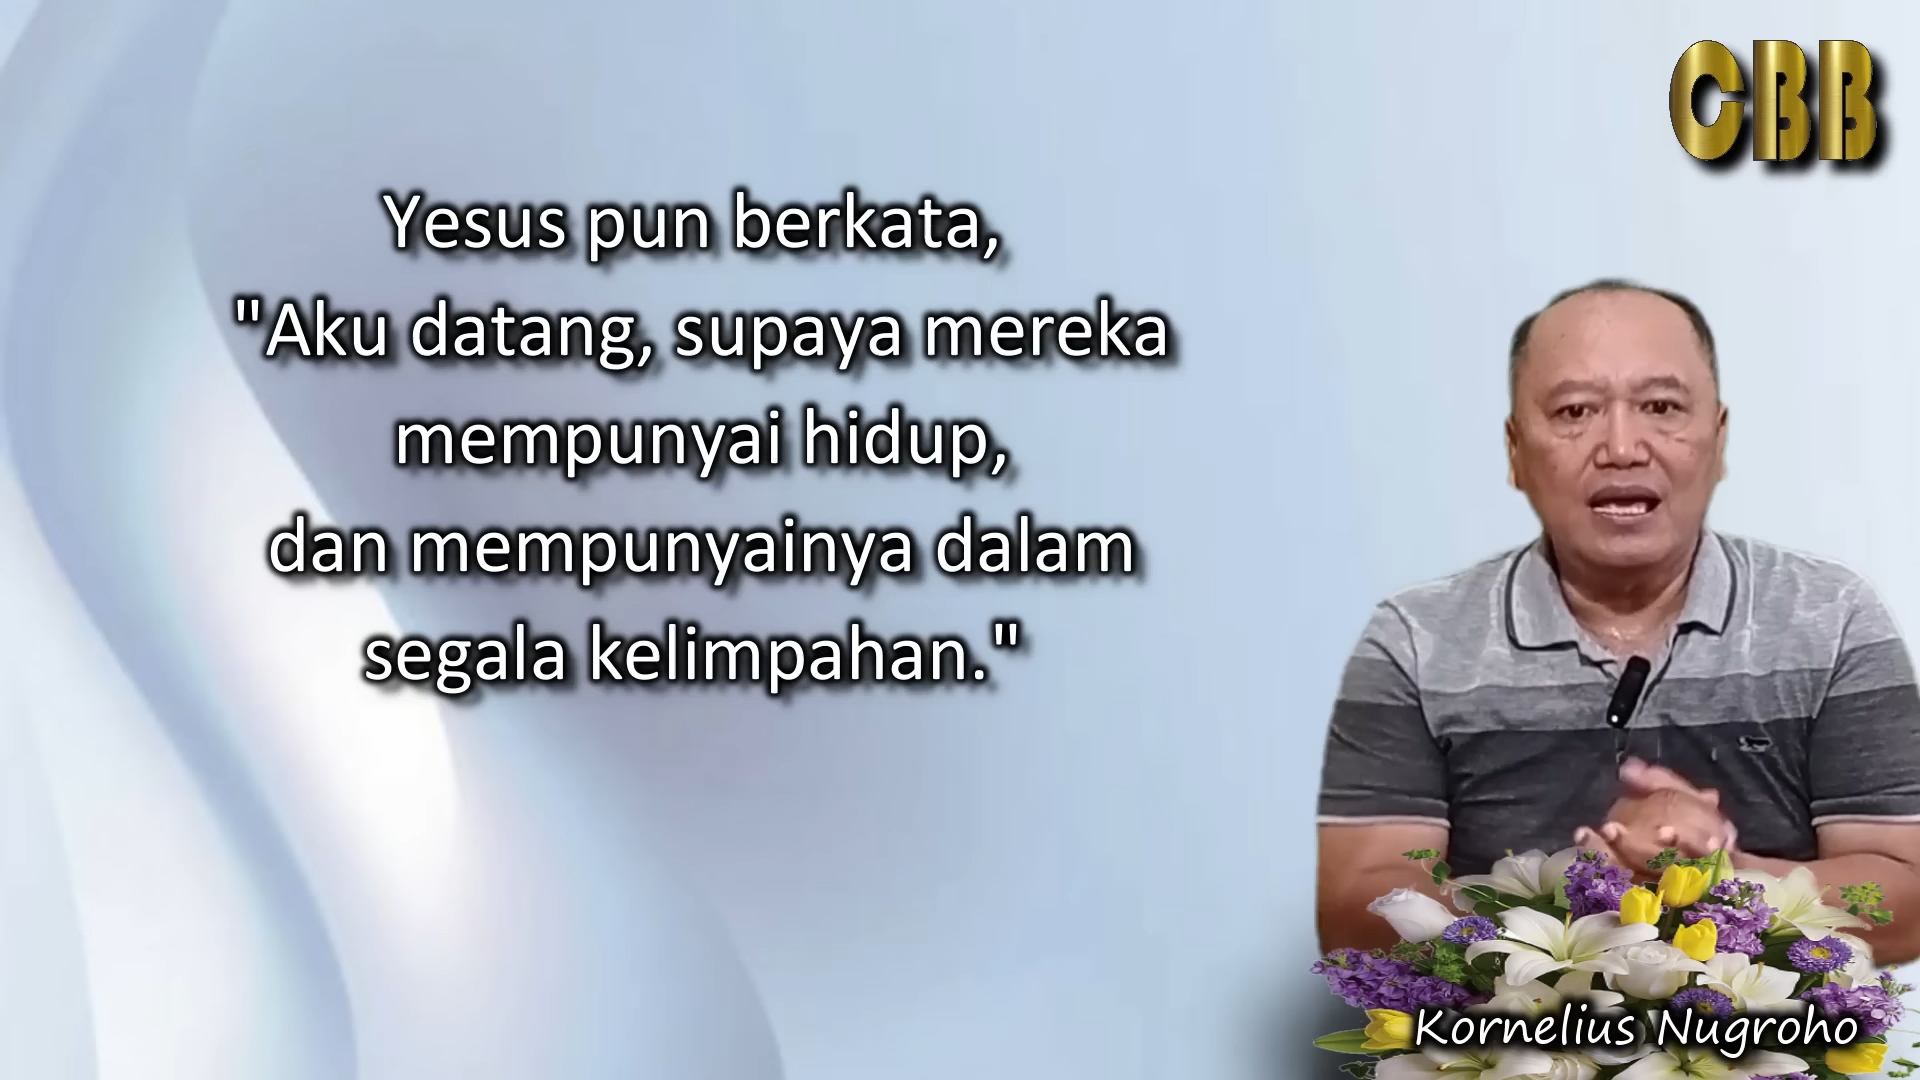 CBB
Yesus pun berkata,
"Aku datang, supaya mereka
mempunyai hidup,
dan mempunyainya dalam
segala kelimpahan."
Kornelius Nugroho